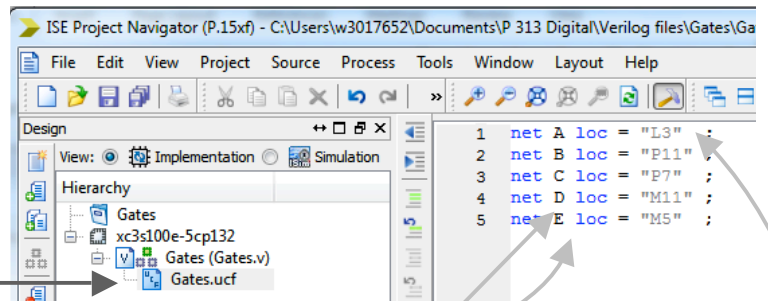 ISE Project Navigator (P.15xf) - C:\Users\w3017652\Documents\P 313 Digital\Verilog files\Gates\Ga
File Edit View Project Source Process Tools Window Layout Help
»
Design
View: Implementation Simulation
Hierarchy
Gates
xc3s100e-5cp132
Gates (Gates.v)
Gates.ucf
1 net A loc = "L3" ;
2 net B loc = "P11" ;
3 net C loc = "P7" ;
4 net D loc = "M11" ;
5 net E loc = "M5" ;